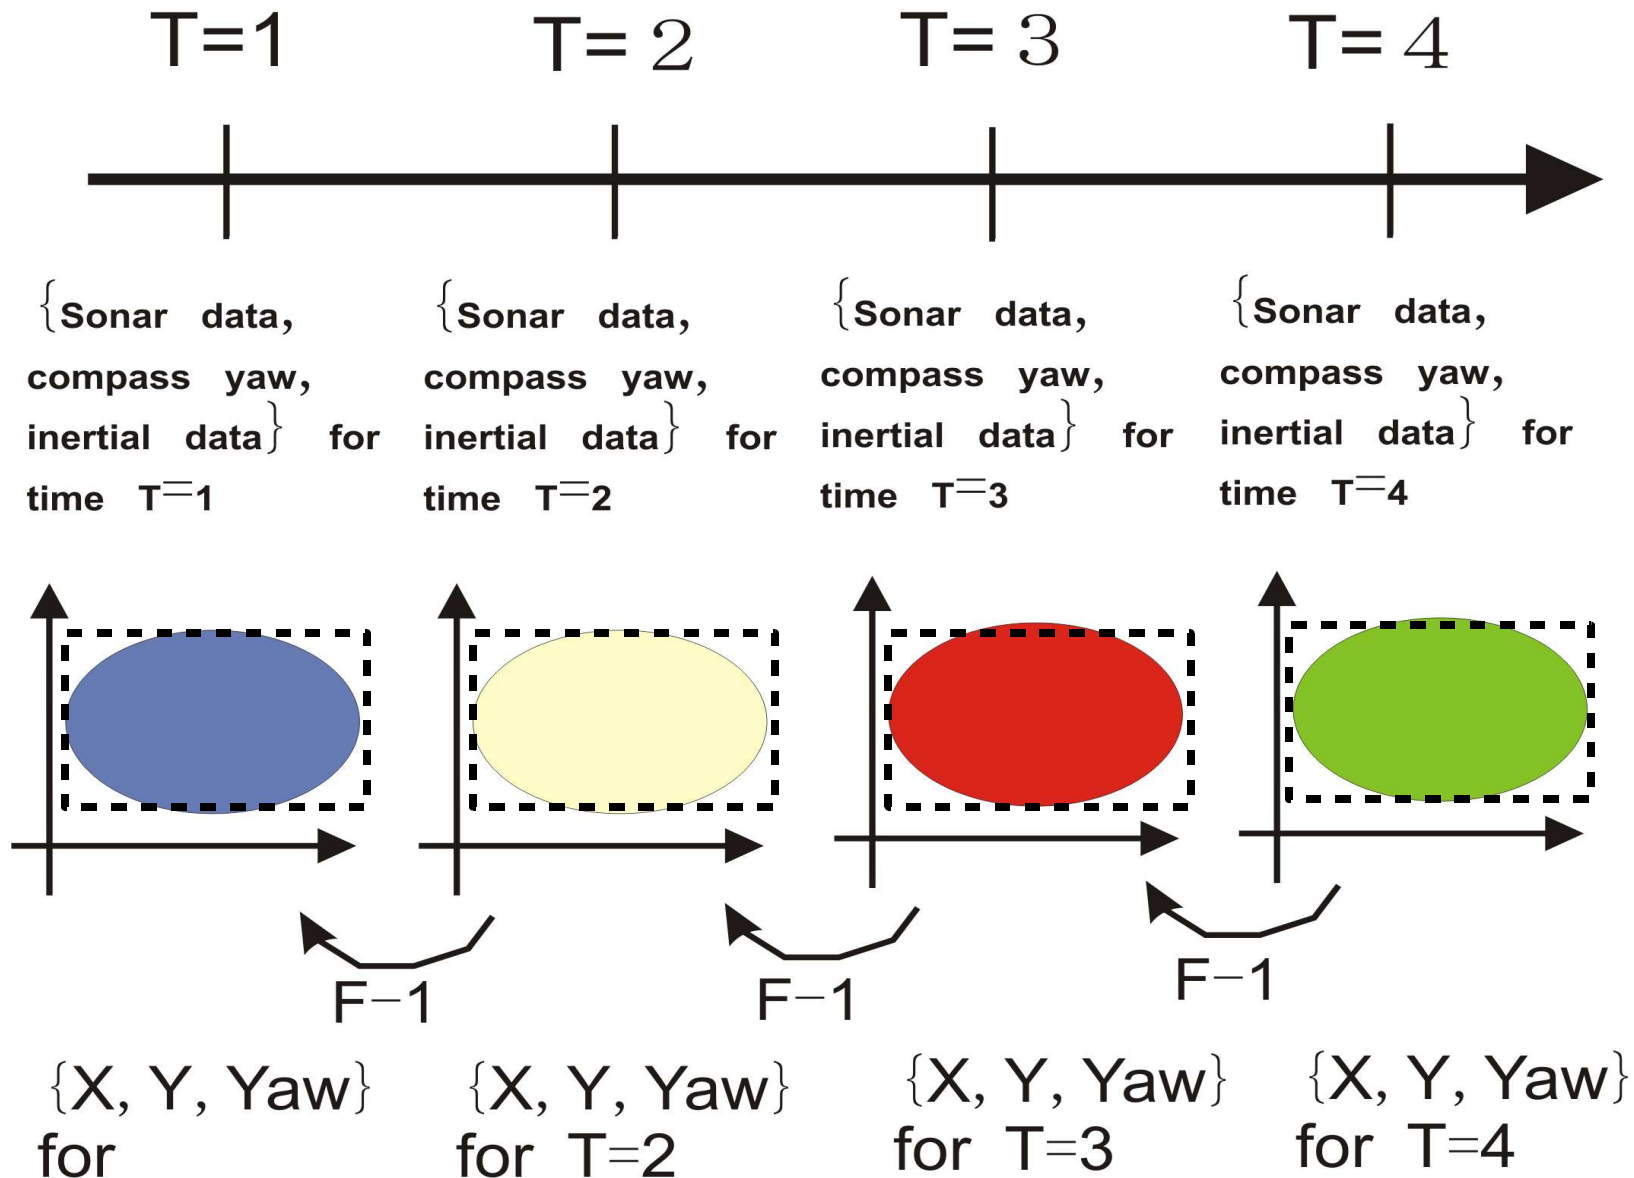 T=1 T= 2 T= 3 T= 4
{Sonar data,
compass yaw,
inertial data} for
time T=1
{Sonar data,
compass yaw,
inertial data} for
time T=2
{Sonar data,
compass yaw,
inertial data} for
time T=3
{Sonar data,
compass yaw,
inertial data} for
time T=4
F-1 F-1 F-1
{X, Y, Yaw}
for
{X, Y, Yaw}
for T=2
{X, Y, Yaw}
for T=3
{X, Y, Yaw}
for T=4